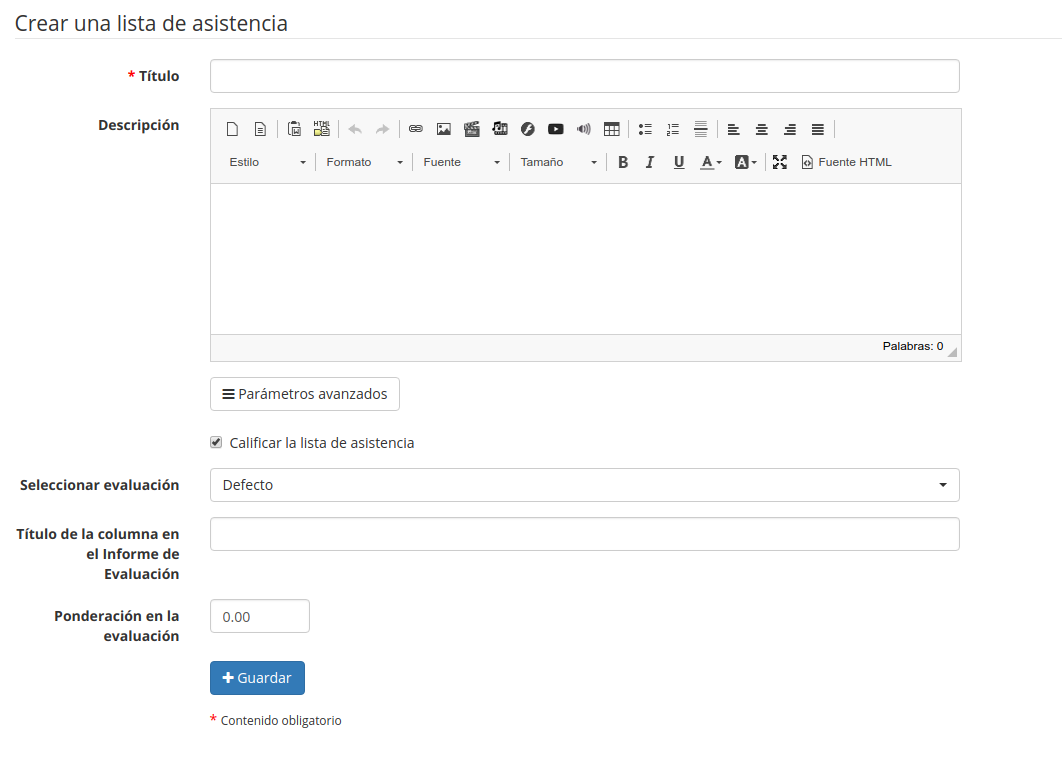 Crear una lista de asistencia
* Título
Descripción
HTML
Estilo Formato Fuente Tamaño B I U A A Fuente HTML
Palabras: 0
Parámetros avanzados
Calificar la lista de asistencia
Seleccionar evaluación Defecto
Título de la columna en
el Informe de
Evaluación
Ponderación en la 0.00
evaluación
Guardar
* Contenido obligatorio